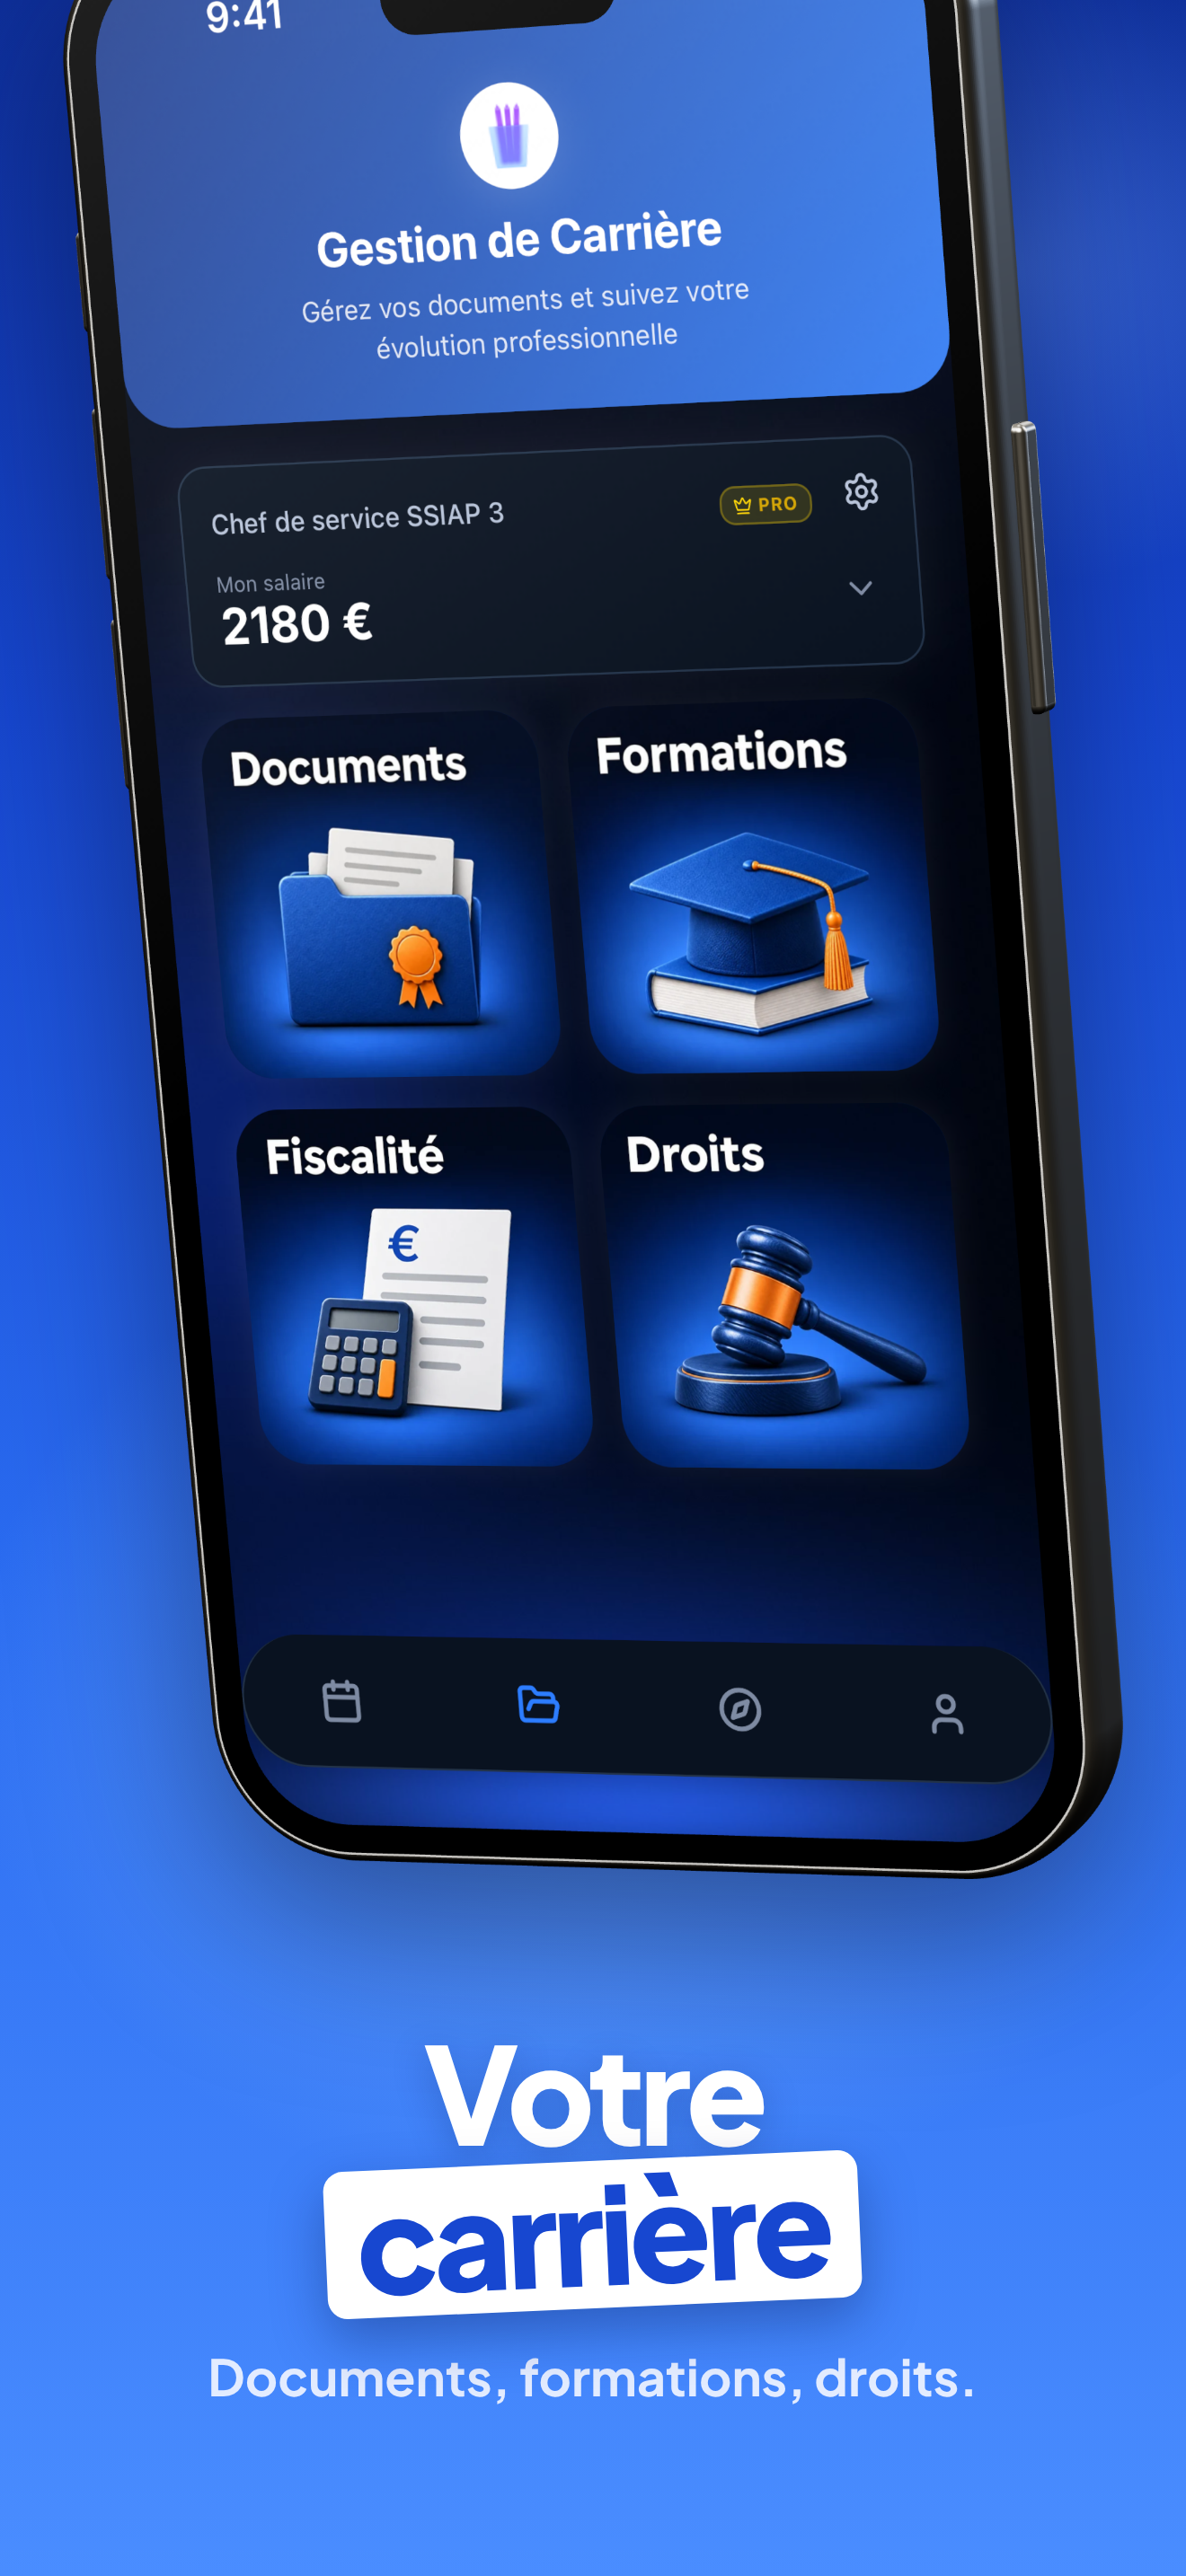 9:41
Gestion de Carrière
Gérez vos documents et suivez votre
évolution professionnelle
Chef de service SSIAP 3
PRO
Mon salaire
2180 €
Documents
Formations
€
Fiscalité
Droits
Votre
carrière
Documents, formations, droits.